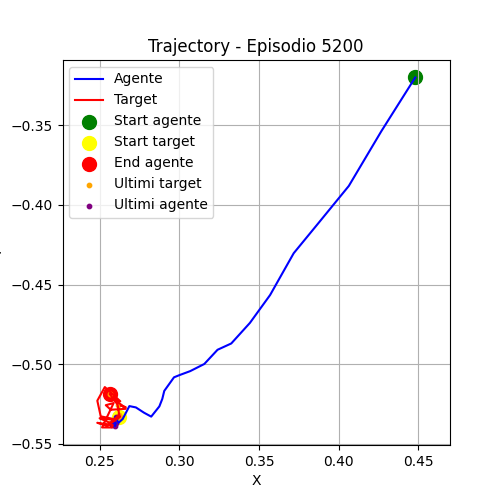 Trajectory - Episodio 5200
Agente
Target
Start agente
Start target
End agente
Ultimi target
Ultimi agente
−0.35
−0.40
−0.45
−0.50
−0.55
0.25 0.30 0.35 0.40 0.45
X